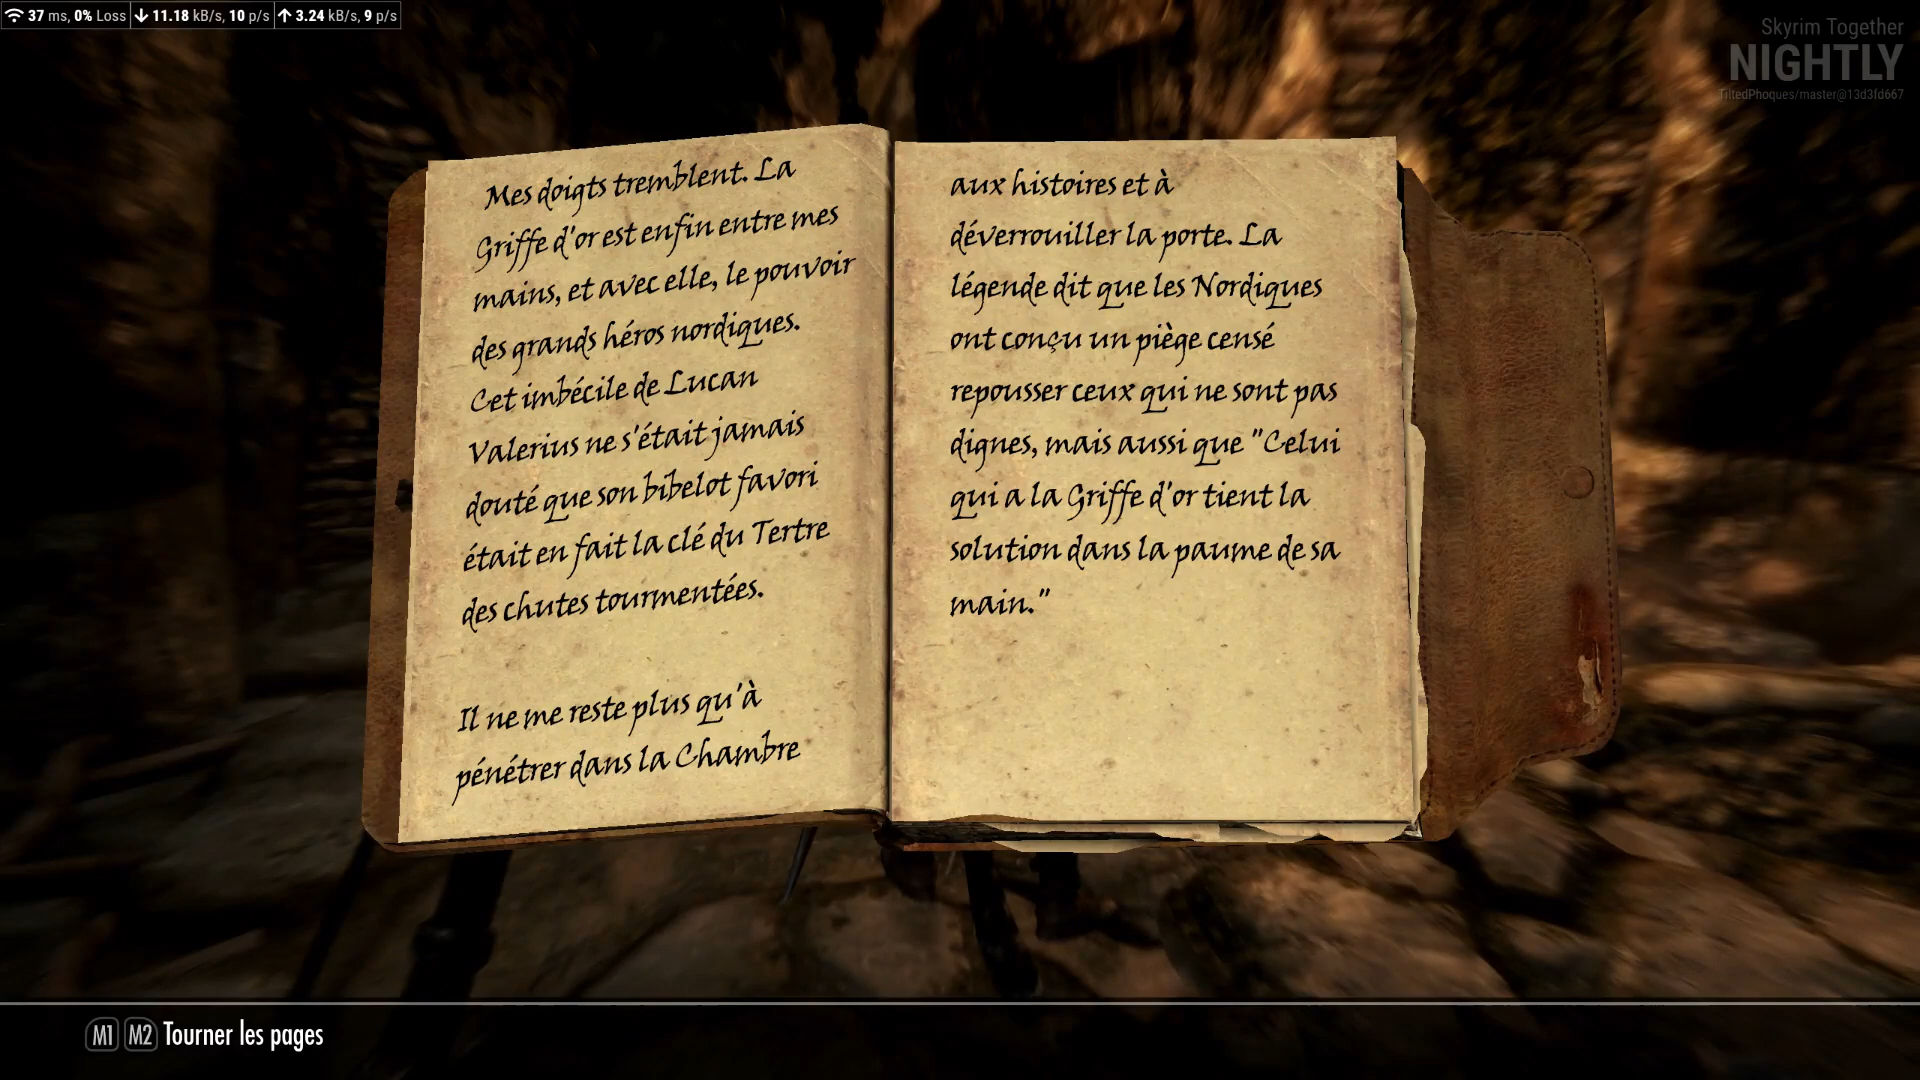 37 ms, 0% Loss
11.18 kB/s, 10 p/s
3.24 kB/s, 9 p/s
Skyrim Together
NIGHTLY
TiltedPhoques/master@13d3fd667
Mes doigts tremblent. La
Griffe d'or est enfin entre mes
mains, et avec elle, le pouvoir
des grands héros nordiques.
Cet imbécile de Lucan
Valerius ne s'était jamais
douté que son bibelot favori
était en fait la clé du Tertre
des chutes tourmentées.
Il ne me reste plus qu'à
pénétrer dans la Chambre
aux histoires et à
déverrouiller la porte. La
légende dit que les Nordiques
ont conçu un piège censé
repousser ceux qui ne sont pas
dignes, mais aussi que "Celui
qui a la Griffe d'or tient la
solution dans la paume de sa
main."
M1 M2 Tourner les pages